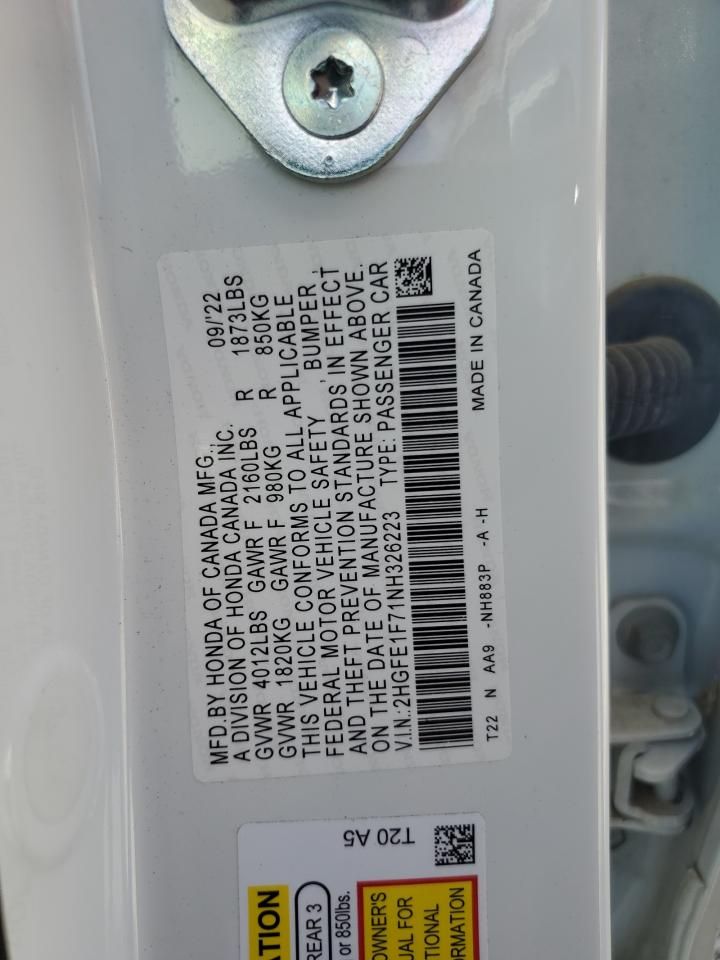 MFD.BY HONDA OF CANADA MFG., 09/'22
A DIVISION OF HONDA CANADA INC.
GVWR 4012LBS GAWR F 2160LBS R 1873LBS
GVWR 1820KG GAWR F 980KG R 850KG
THIS VEHICLE CONFORMS TO ALL APPLICABLE
FEDERAL MOTOR VEHICLE SAFETY , BUMPER ,
AND THEFT PREVENTION STANDARDS IN EFFECT
ON THE DATE OF MANUFACTURE SHOWN ABOVE.
V.I.N.:2HGFE1F71NH326223 TYPE: PASSENGER CAR
T22 N AA9 -NH883P -A -H MADE IN CANADA
T20 A5
ATION
REAR 3
or 850lbs.
OWNER'S
UAL FOR
TIONAL
ORMATION